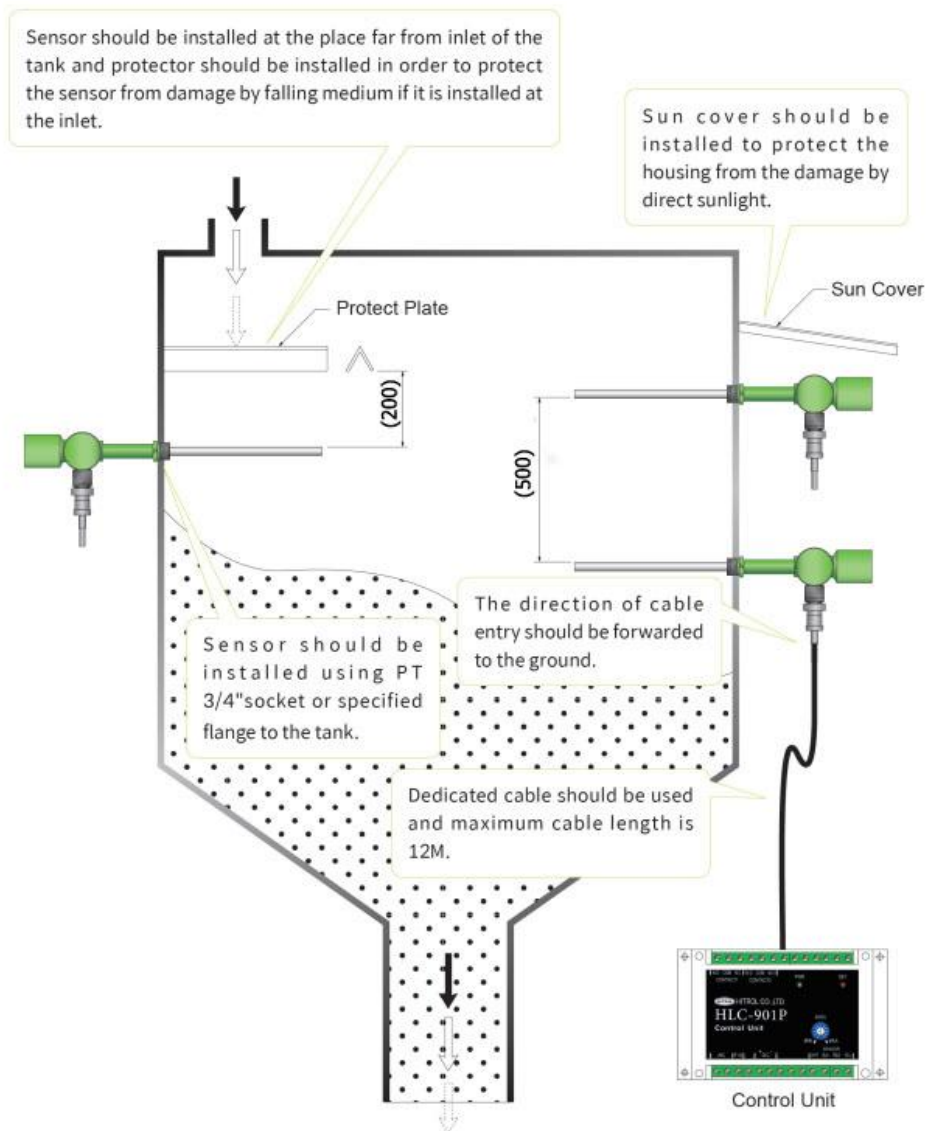 Sensor should be installed at the place far from inlet of the
tank and protector should be installed in order to protect
the sensor from damage by falling medium if it is installed at
the inlet.
Sun cover should be
installed to protect the
housing from the damage by
direct sunlight.
Sun Cover
Protect Plate
(200)
(500)
The direction of cable
entry should be forwarded
to the ground.
Sensor should be
installed using PT
3/4"socket or specified
flange to the tank.
Dedicated cable should be used
and maximum cable length is
12M.
HITROL CO.,LTD.
HLC-901P
Control Unit
Control Unit